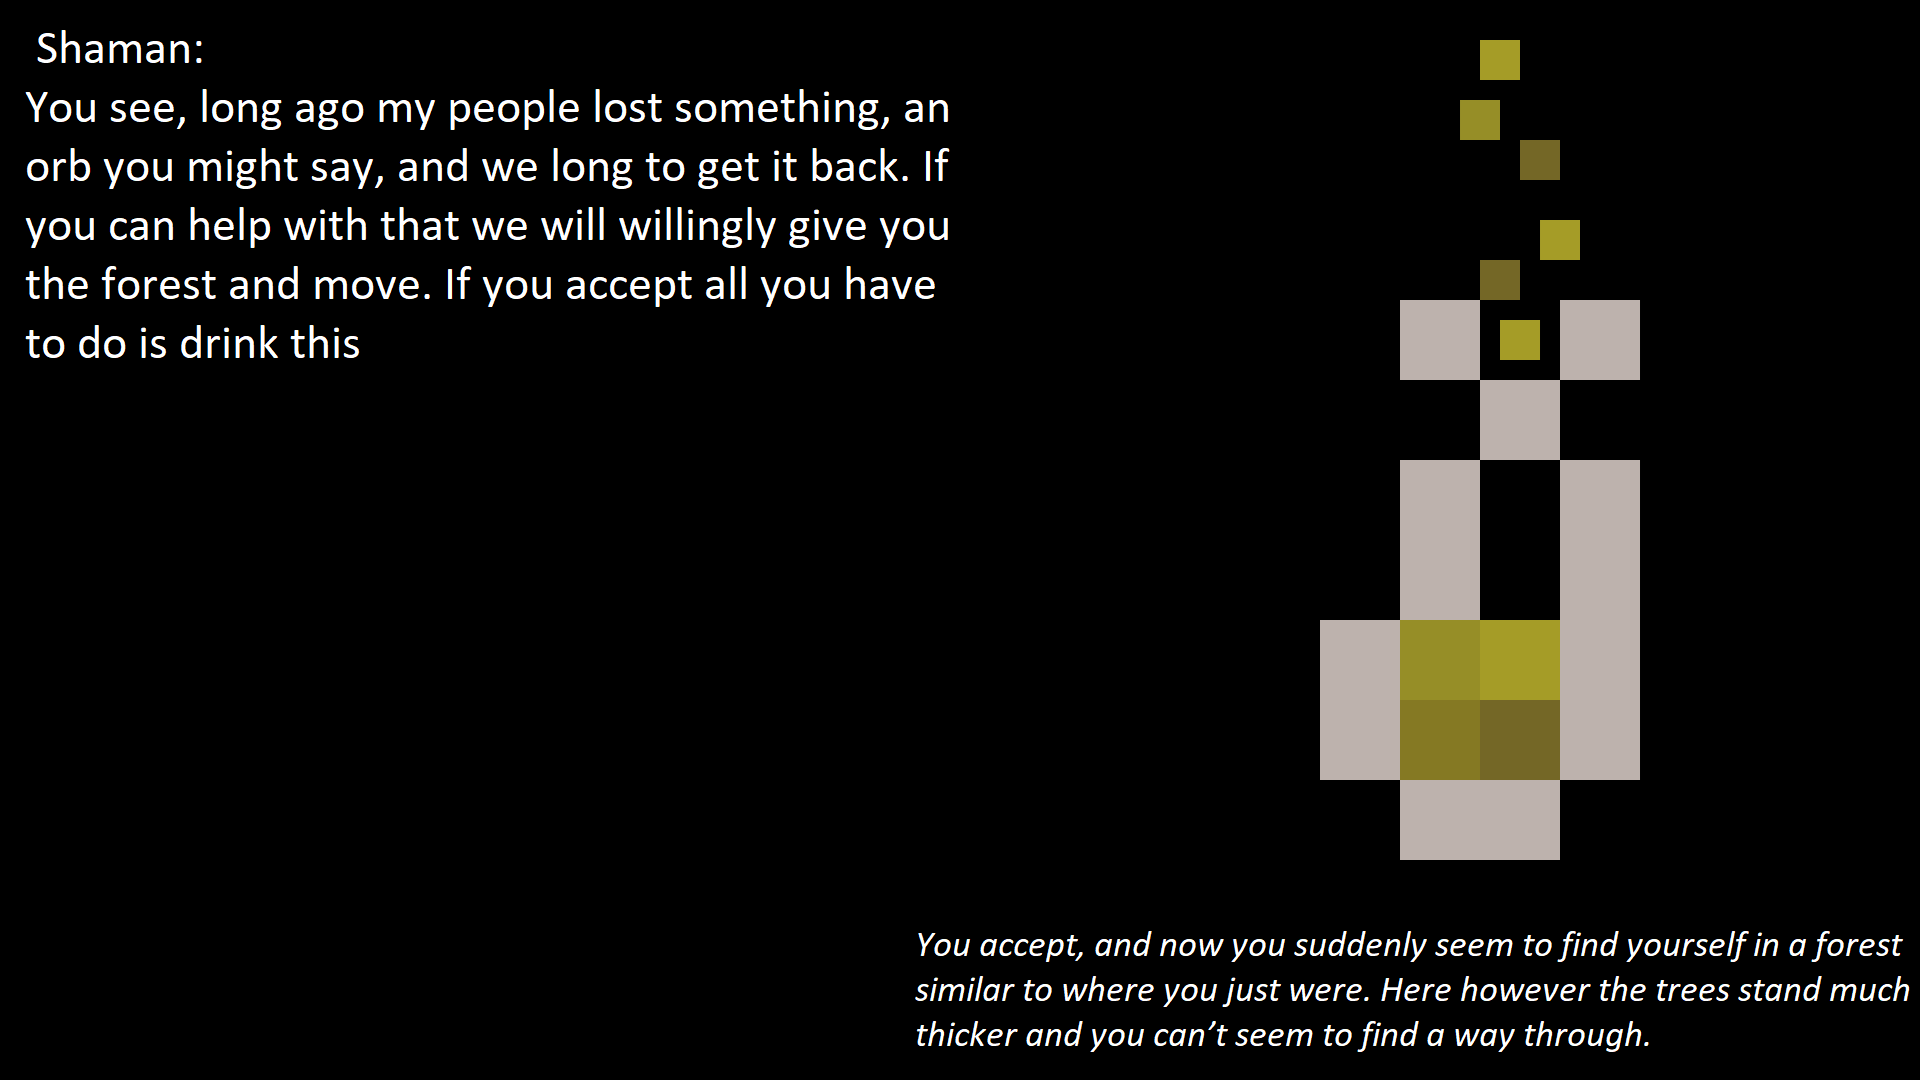 Shaman:
You see, long ago my people lost something, an
orb you might say, and we long to get it back. If
you can help with that we will willingly give you
the forest and move. If you accept all you have
to do is drink this
You accept, and now you suddenly seem to find yourself in a forest
similar to where you just were. Here however the trees stand much
thicker and you can’t seem to find a way through.